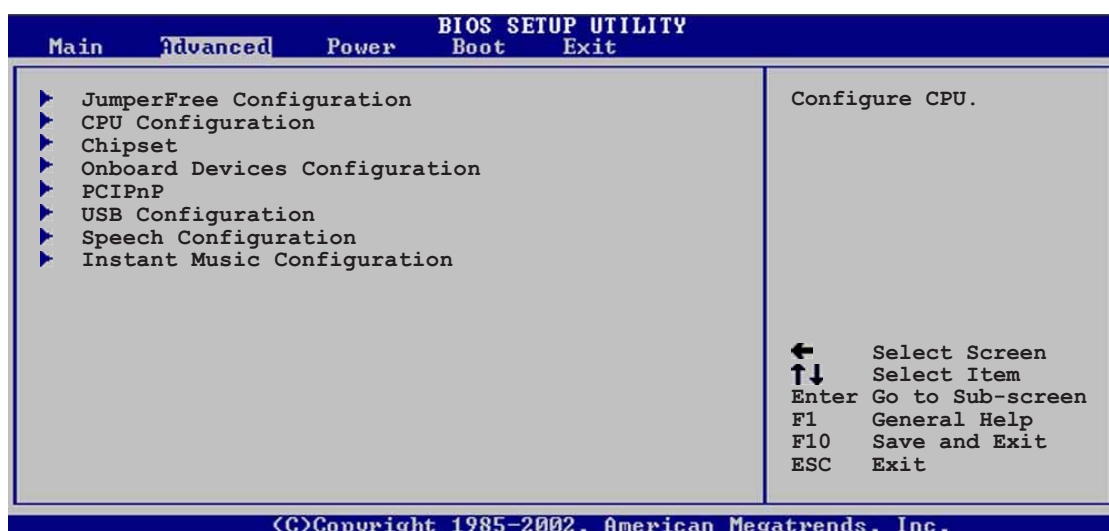 BIOS SETUP UTILITY
Main Advanced Power Boot Exit
JumperFree Configuration
CPU Configuration
Chipset
Onboard Devices Configuration
PCIPnP
USB Configuration
Speech Configuration
Instant Music Configuration
Configure CPU.
← Select Screen
↑↓ Select Item
Enter Go to Sub-screen
F1 General Help
F10 Save and Exit
ESC Exit
(C)Copyright 1985-2002, American Megatrends, Inc.